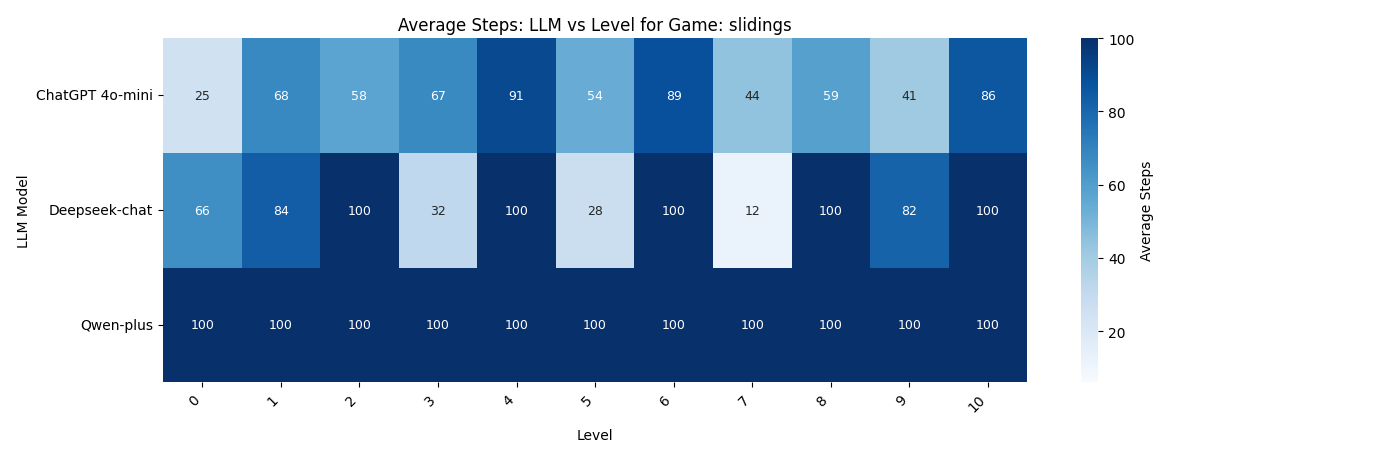 Average Steps: LLM vs Level for Game: slidings
LLM Model
ChatGPT 4o-mini 25 68 58 67 91 54 89 44 59 41 86
Deepseek-chat 66 84 100 32 100 28 100 12 100 82 100
Qwen-plus 100 100 100 100 100 100 100 100 100 100 100
0 1 2 3 4 5 6 7 8 9 10
Level
100
80
60
40
20
Average Steps